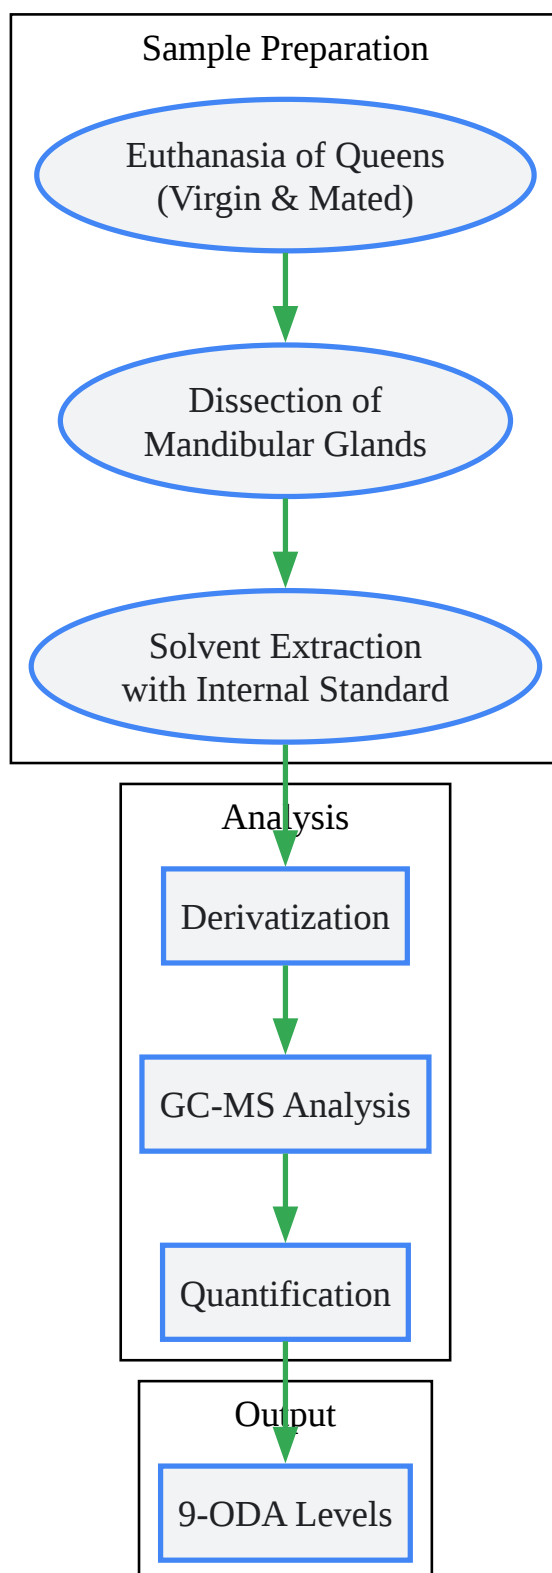 Sample Preparation
Euthanasia of Queens
(Virgin & Mated)
Dissection of
Mandibular Glands
Solvent Extraction
with Internal Standard
Analysis
Derivatization
GC-MS Analysis
Quantification
Output
9-ODA Levels